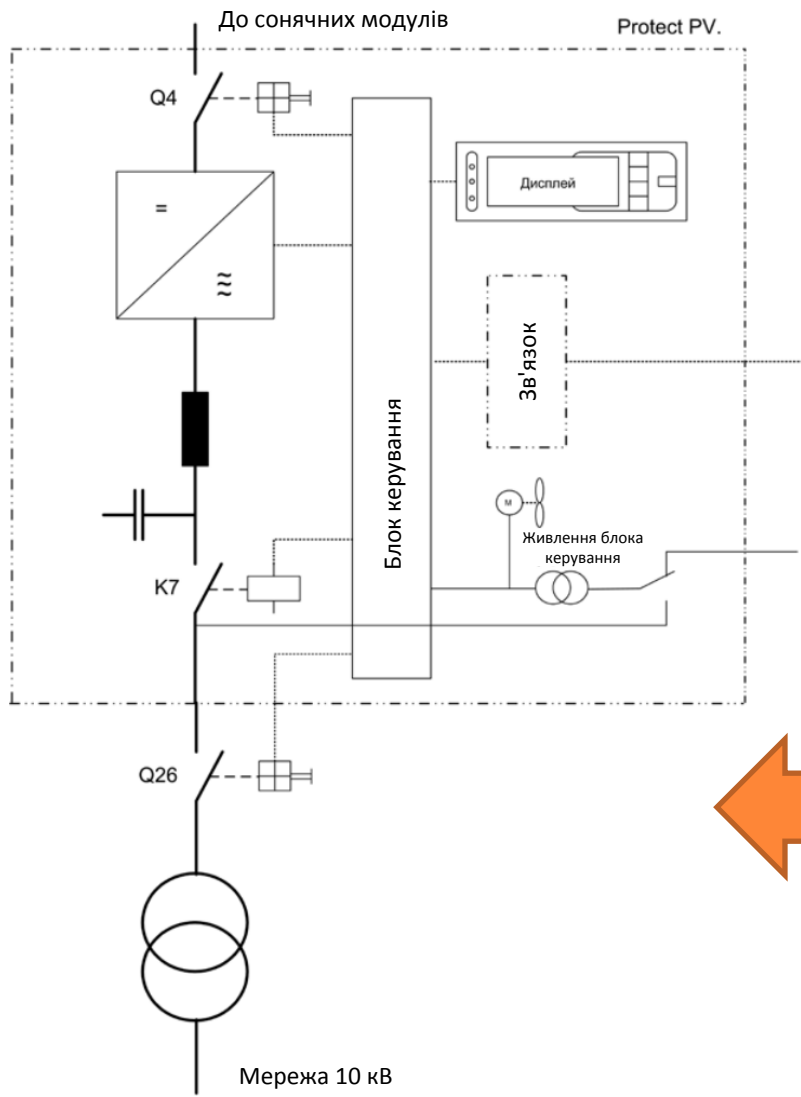 До сонячних модулів
Protect PV.
Q4
=
≈
Дисплей
Зв'язок
Блок керування
M
Живлення блока
керування
K7
Q26
Мережа 10 кВ